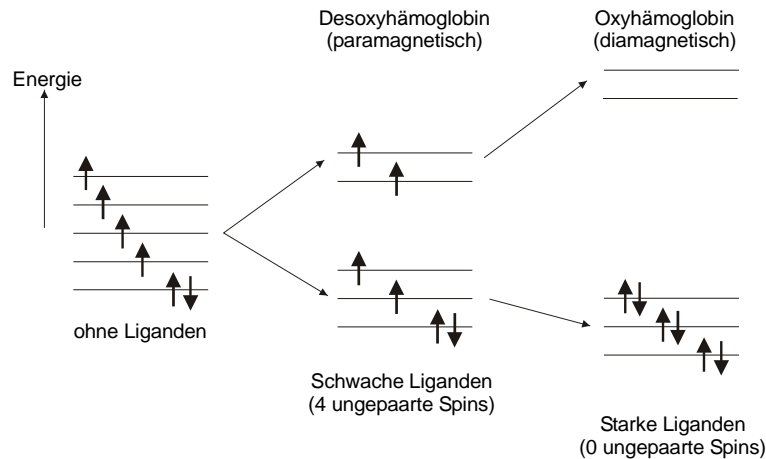 Desoxyhämoglobin
(paramagnetisch)
Oxyhämoglobin
(diamagnetisch)
Energie
ohne Liganden
Schwache Liganden
(4 ungepaarte Spins)
Starke Liganden
(0 ungepaarte Spins)